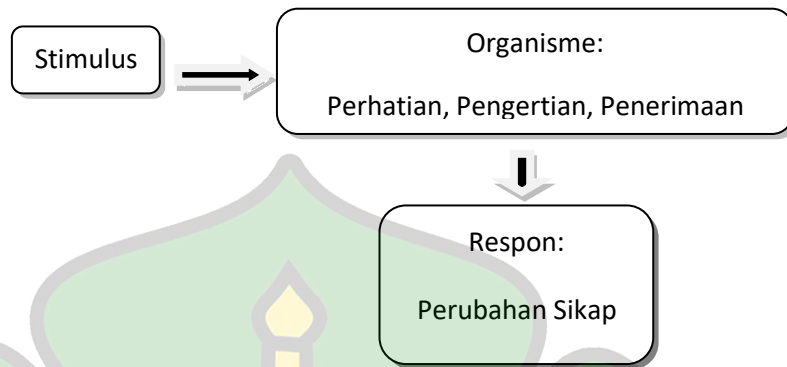 Stimulus
Organisme:
Perhatian, Pengertian, Penerimaan
Respon:
Perubahan Sikap